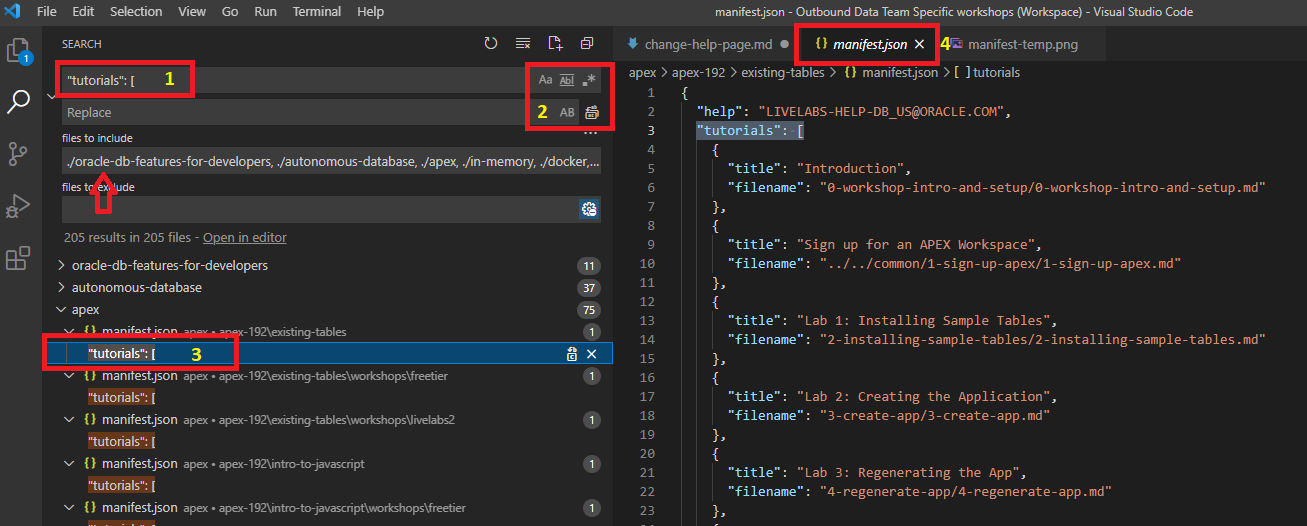 File Edit Selection View Go Run Terminal Help
manifest.json - Outbound Data Team Specific workshops (Workspace) - Visual Studio Code
1
SEARCH
"tutorials": [ 1
Aa Abl .*
Replace
2 AB
files to include
./oracle-db-features-for-developers, ./autonomous-database, ./apex, ./in-memory, ./docker,...
files to exclude
205 results in 205 files - Open in editor
oracle-db-features-for-developers 11
autonomous-database 37
apex 75
{} manifest.json apex • apex-192\existing-tables 1
"tutorials": [ 3
{} manifest.json apex • apex-192\existing-tables\workshops\freetier 1
"tutorials": [
{} manifest.json apex • apex-192\existing-tables\workshops\livelabs2 1
"tutorials": [
{} manifest.json apex • apex-192\intro-to-javascript 1
"tutorials": [
{} manifest.json apex • apex-192\intro-to-javascript\workshops\freetier 1
"tutorials": [
change-help-page.md
{} manifest.json
4 manifest-temp.png
apex > apex-192 > existing-tables > {} manifest.json > [ ] tutorials
1 {
2 "help": "LIVELABS-HELP-DB_US@ORACLE.COM",
3 "tutorials": [
4 {
5 "title": "Introduction",
6 "filename": "0-workshop-intro-and-setup/0-workshop-intro-and-setup.md"
7 },
8 {
9 "title": "Sign up for an APEX Workspace",
10 "filename": "../../common/1-sign-up-apex/1-sign-up-apex.md"
11 },
12 {
13 "title": "Lab 1: Installing Sample Tables",
14 "filename": "2-installing-sample-tables/2-installing-sample-tables.md"
15 },
16 {
17 "title": "Lab 2: Creating the Application",
18 "filename": "3-create-app/3-create-app.md"
19 },
20 {
21 "title": "Lab 3: Regenerating the App",
22 "filename": "4-regenerate-app/4-regenerate-app.md"
23 },
24 {